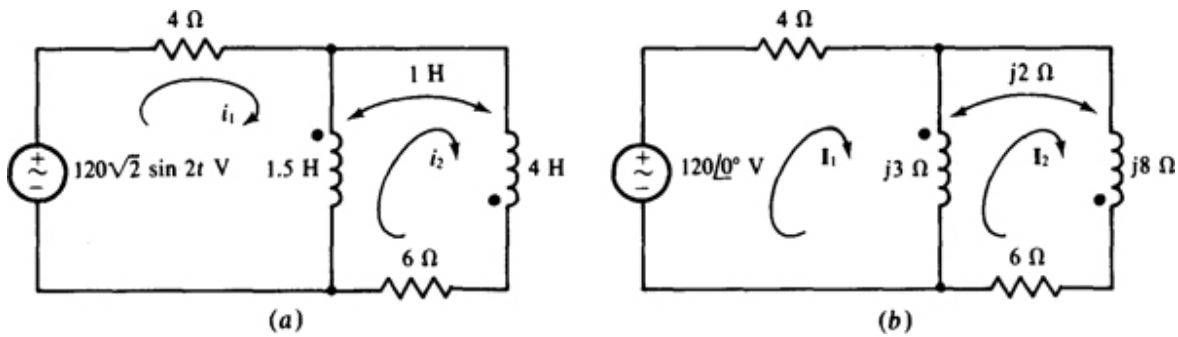 4 Ω
1 H
i₁
i₂
120√2 sin 2t V
1.5 H
4 H
6 Ω
(a)
4 Ω
j2 Ω
I₁
I₂
120/0° V
j3 Ω
j8 Ω
6 Ω
(b)